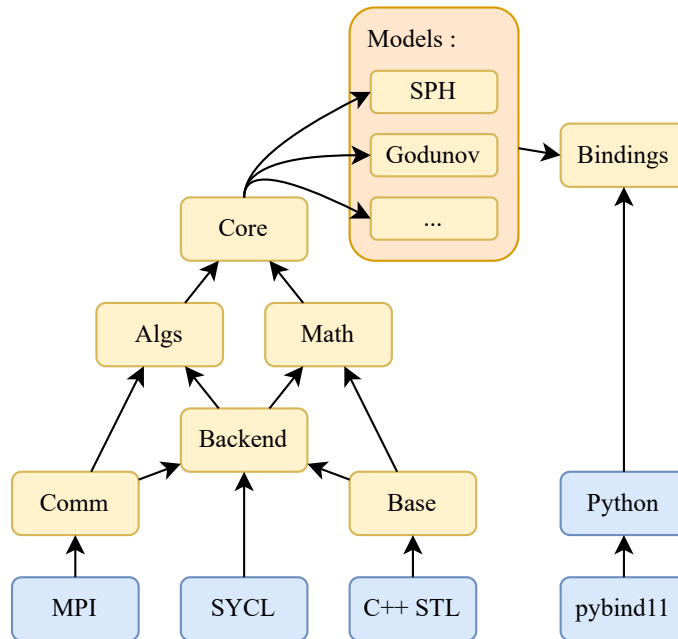 Models :
SPH
Godunov
Bindings
...
Core
Algs
Math
Backend
Comm
Base
Python
MPI
SYCL
C++ STL
pybind11